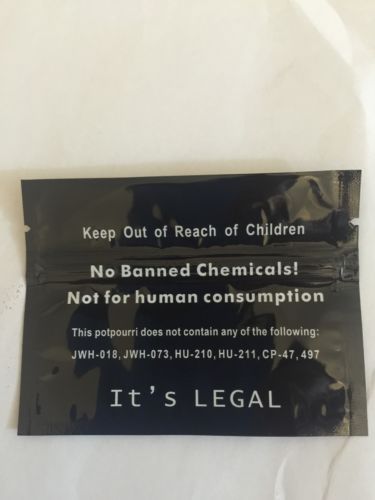 Keep Out of Reach of Children
No Banned Chemicals!
Not for human consumption
This potpourri does not contain any of the following:
JWH-018, JWH-073, HU-210, HU-211, CP-47, 497
It's LEGAL